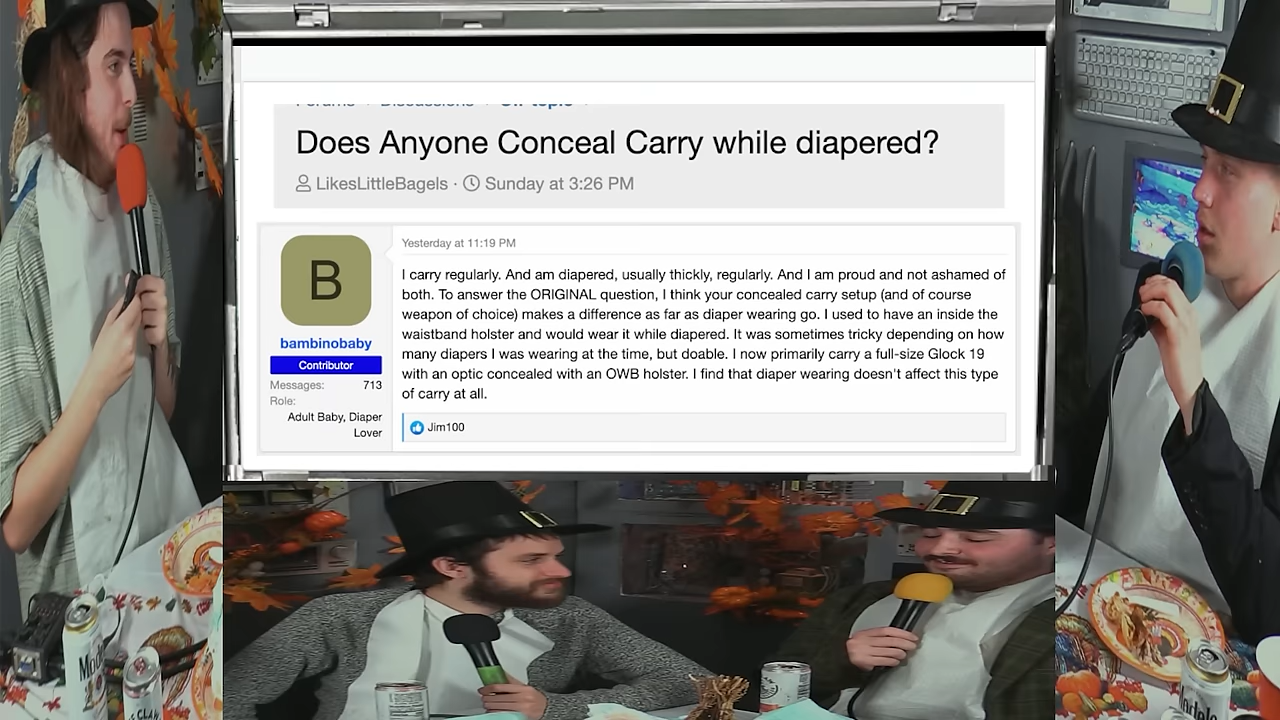 Forums Discussions Off-topic
Does Anyone Conceal Carry while diapered?
LikesLittleBagels · Sunday at 3:26 PM
B
bambinobaby
Contributor
Messages: 713
Role:
Adult Baby, Diaper
Lover
Yesterday at 11:19 PM
I carry regularly. And am diapered, usually thickly, regularly. And I am proud and not ashamed of
both. To answer the ORIGINAL question, I think your concealed carry setup (and of course
weapon of choice) makes a difference as far as diaper wearing go. I used to have an inside the
waistband holster and would wear it while diapered. It was sometimes tricky depending on how
many diapers I was wearing at the time, but doable. I now primarily carry a full-size Glock 19
with an optic concealed with an OWB holster. I find that diaper wearing doesn't affect this type
of carry at all.
Jim100
CLAW
Modelo